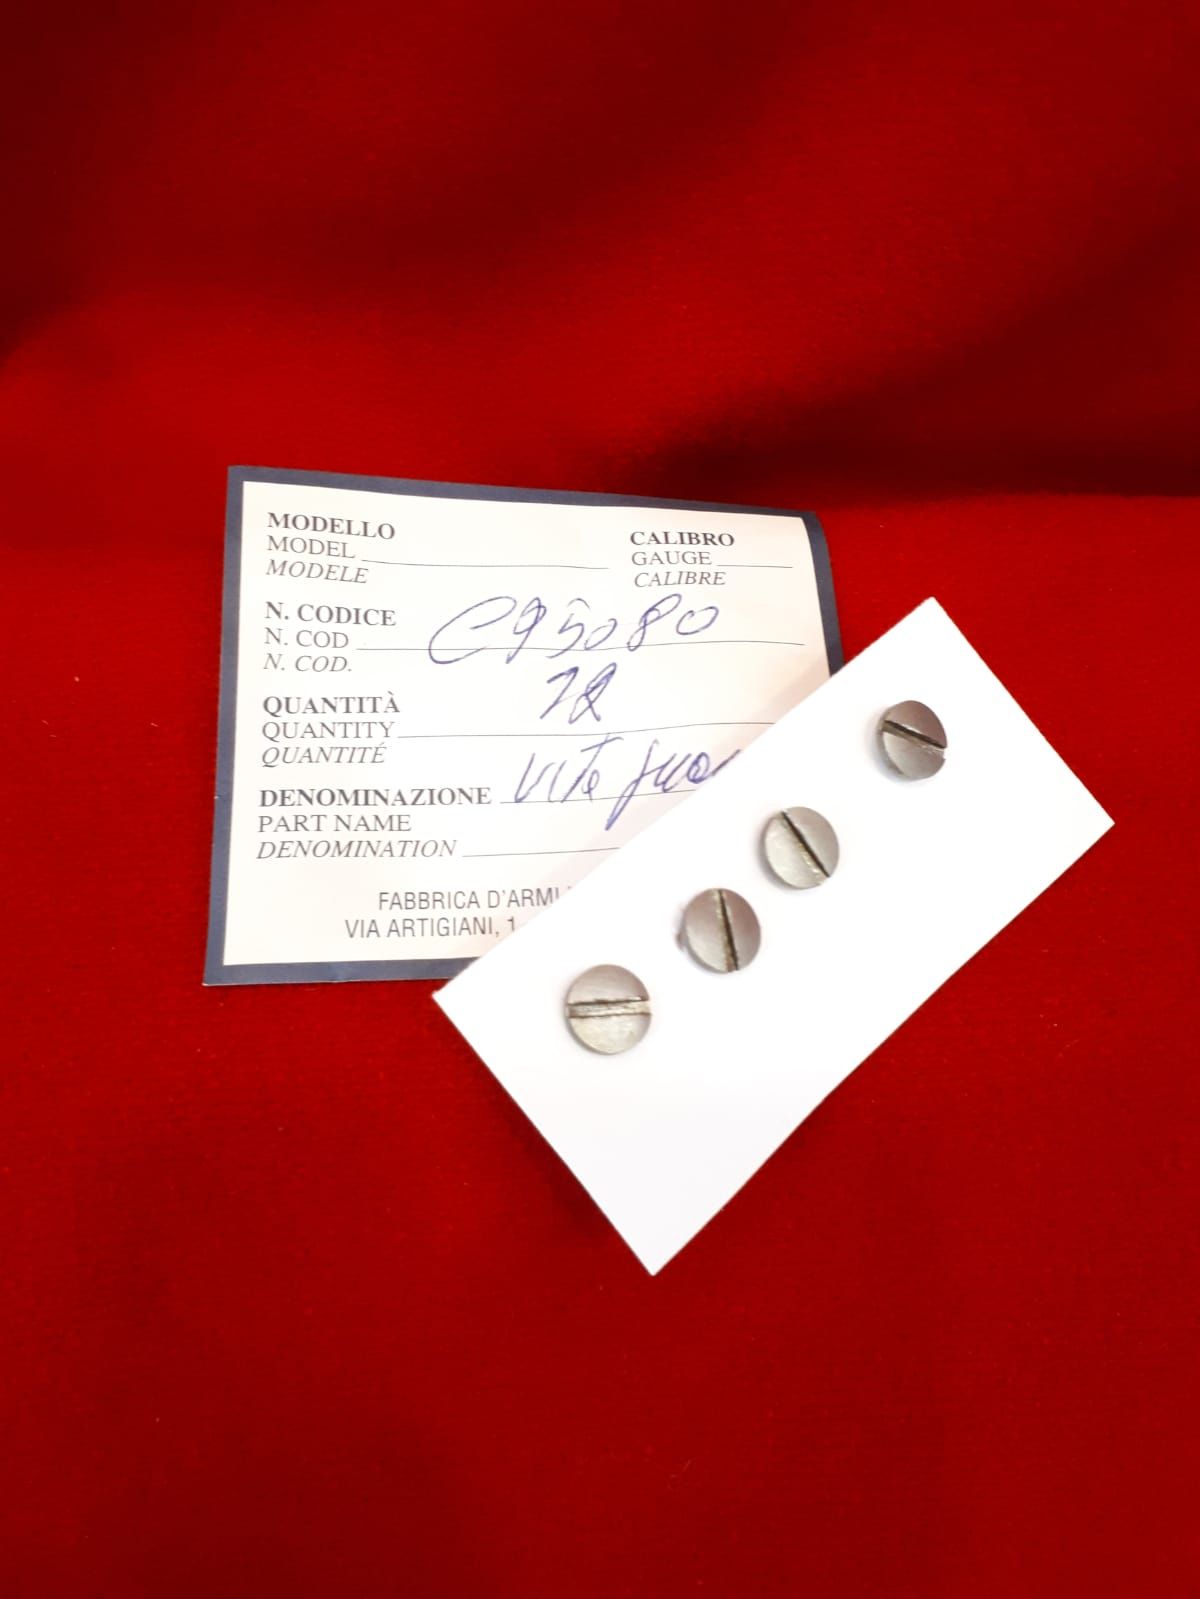 MODELLO
MODEL
MODELE
CALIBRO
GAUGE
CALIBRE
N. CODICE
N. COD
N. COD.
C95080
QUANTITÀ
QUANTITY
QUANTITÉ
DENOMINAZIONE vite
PART NAME
DENOMINATION
FABBRICA D'ARMI
VIA ARTIGIANI, 1